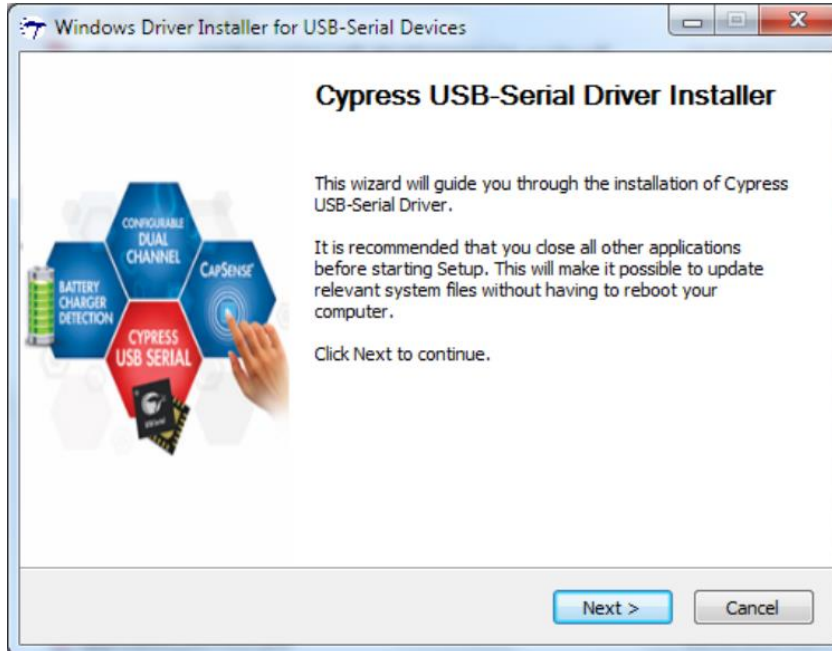 Windows Driver Installer for USB-Serial Devices
Cypress USB-Serial Driver Installer
This wizard will guide you through the installation of Cypress
USB-Serial Driver.
It is recommended that you close all other applications
before starting Setup. This will make it possible to update
relevant system files without having to reboot your
computer.
Click Next to continue.
CONFIGURABLE
DUAL
CHANNEL
BATTERY
CHARGER
DETECTION
CAPSENSE
CYPRESS
USB SERIAL
Next >
Cancel